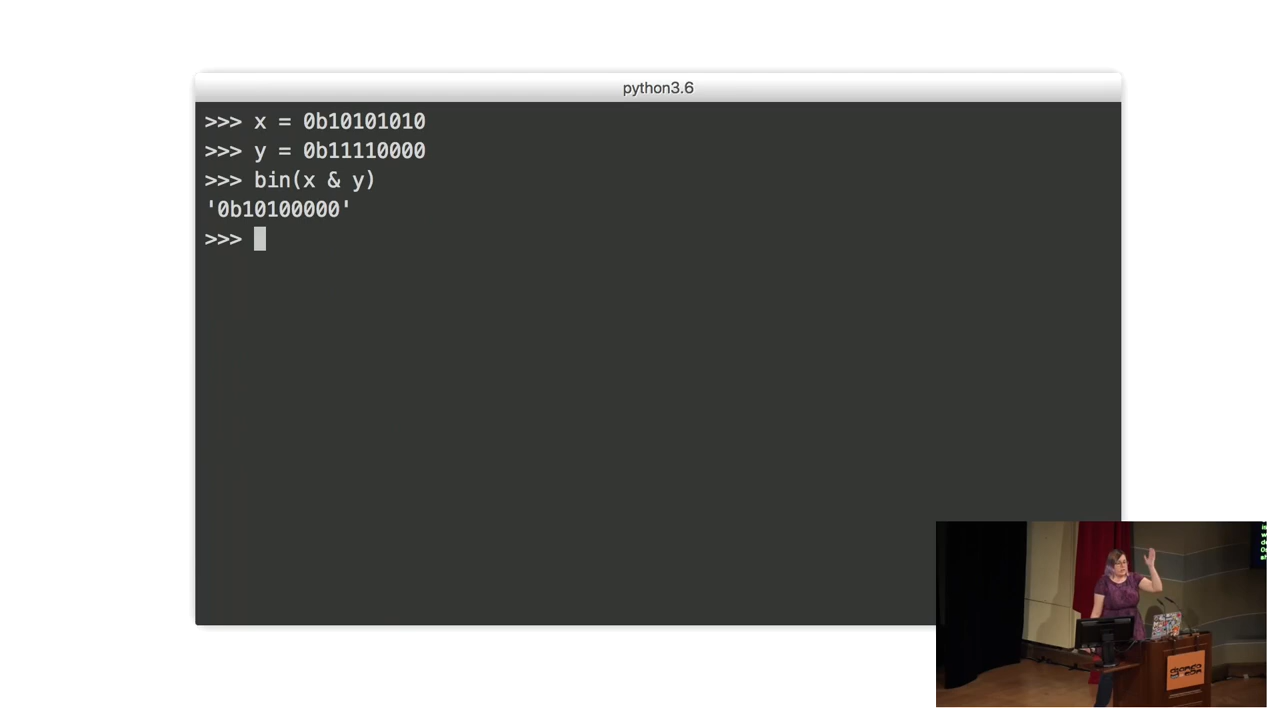 python3.6
>>> x = 0b10101010
>>> y = 0b11110000
>>> bin(x & y)
'0b10100000'
>>>